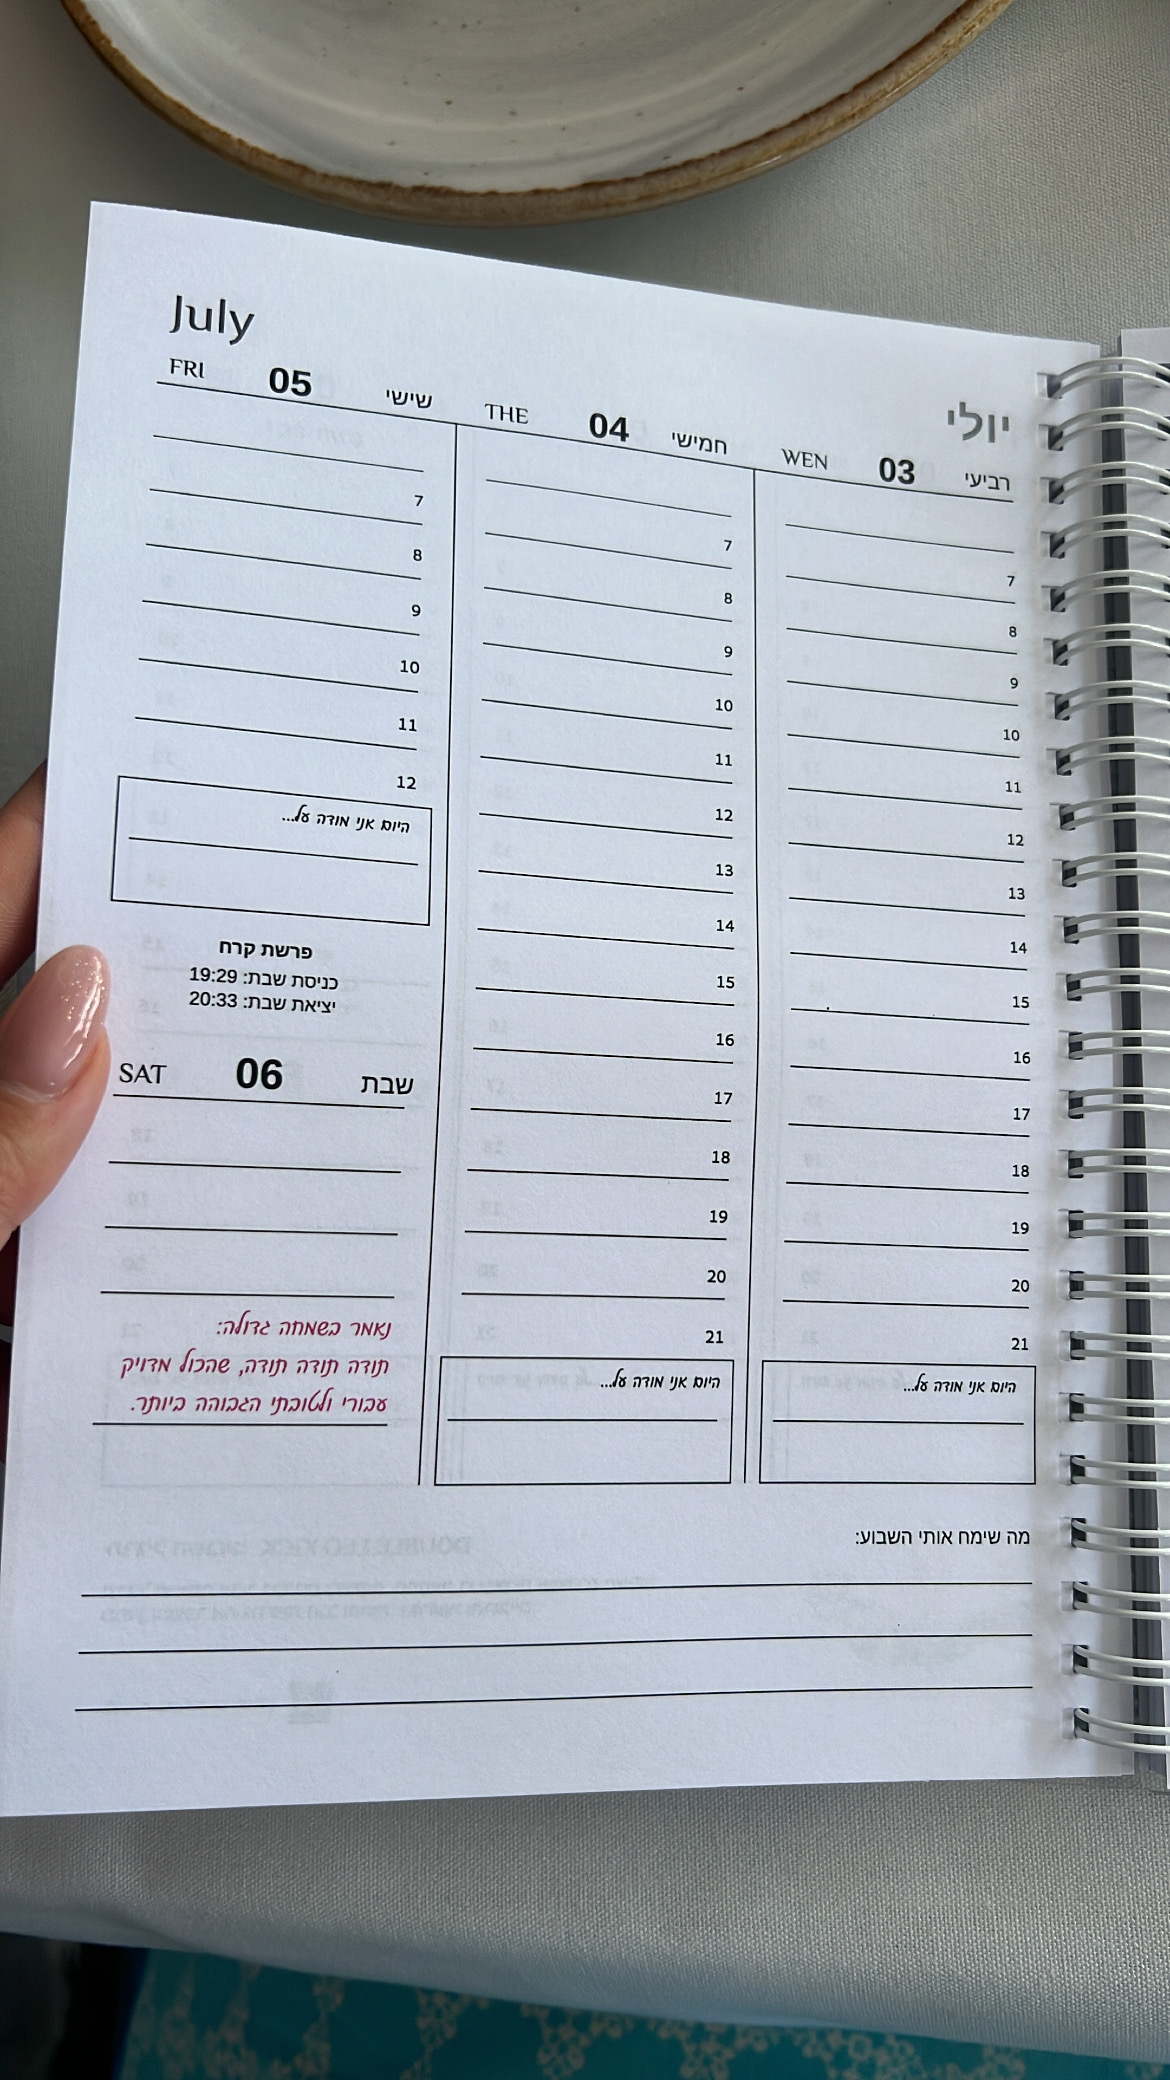 July
יולי
רביעי 03 WEN
7
8
9
10
11
12
13
14
15
16
17
18
19
20
21
היום אני מודה על...
חמישי 04 THE
7
8
9
10
11
12
13
14
15
16
17
18
19
20
21
היום אני מודה על...
שישי 05 FRI
7
8
9
10
11
12
היום אני מודה על...
פרשת קרח
כניסת שבת: 19:29
יציאת שבת: 20:33
שבת 06 SAT
נאמר בשמחה גדולה:
תודה תודה תודה, שהכול מדויק
עבורי ולטובתי הגבוהה ביותר.
מה שימח אותי השבוע: